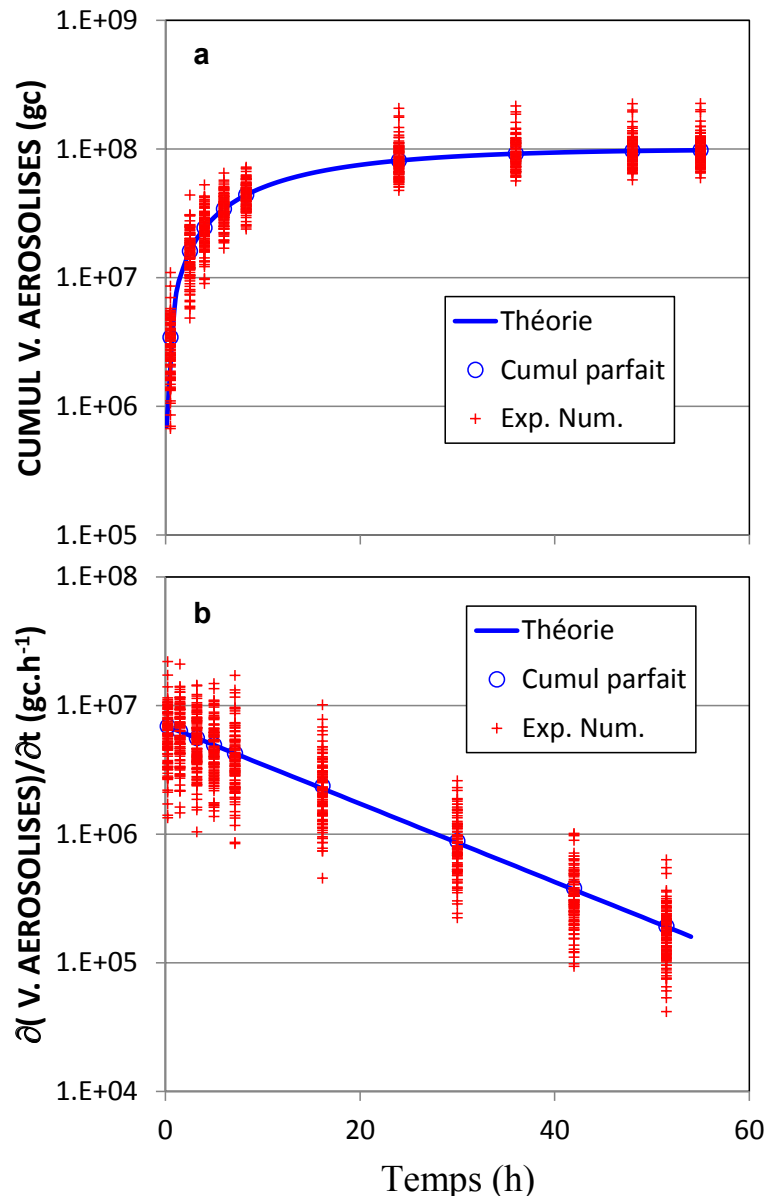 a
CUMUL V. AEROSOLISES (gc)
1.E+09
1.E+08
1.E+07
1.E+06
1.E+05
Théorie
Cumul parfait
Exp. Num.
b
∂( V. AEROSOLISES)/∂t (gc.h⁻¹)
1.E+08
1.E+07
1.E+06
1.E+05
1.E+04
Théorie
Cumul parfait
Exp. Num.
0 20 40 60
Temps (h)